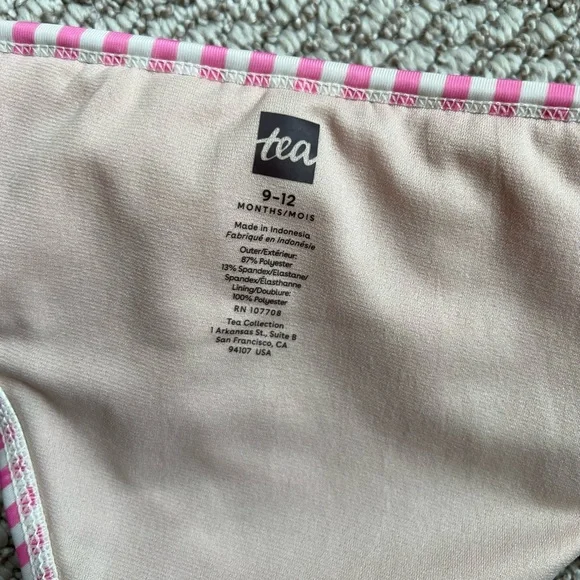 tea
9-12
MONTHS/MOIS
Made in Indonesia
Fabriqué en Indonésie
Outer/Extérieur:
87% Polyester
13% Spandex/Elastane/
Spandex/Élasthanne
Lining/Doublure:
100% Polyester
RN 107708
Tea Collection
1 Arkansas St., Suite B
San Francisco, CA
94107 USA